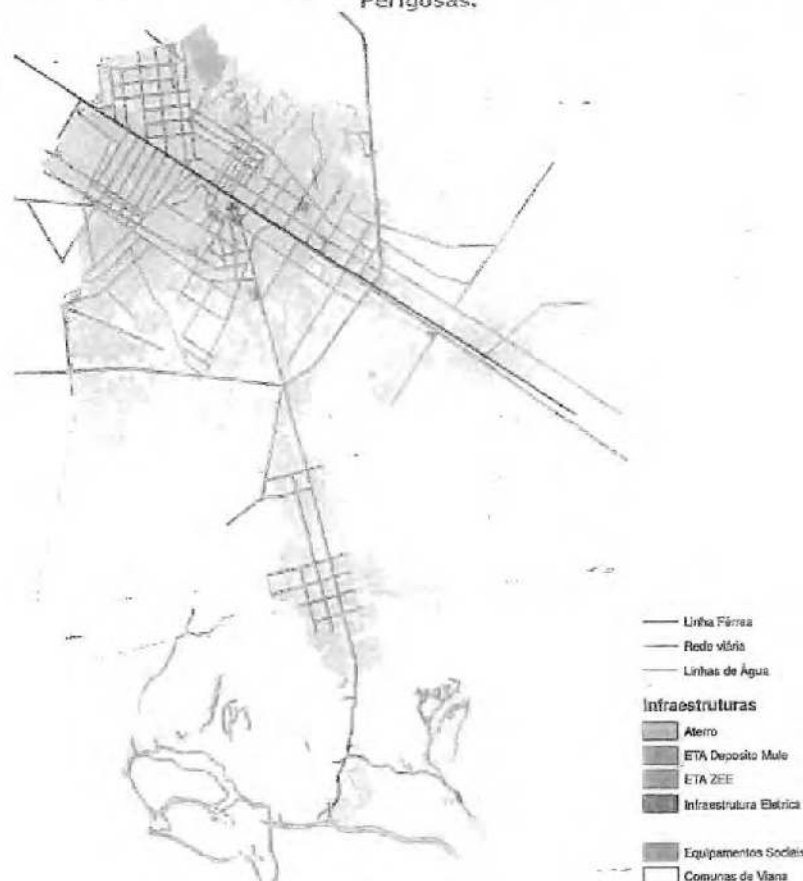 Perigosas.
Linha Férrea
Rede viária
Linhas de Água
Infraestruturas
Aterro
ETA Deposito Mule
ETA ZEE
Infraestrutura Eletrica
Equipamentos Sociais
Comunas de Viana